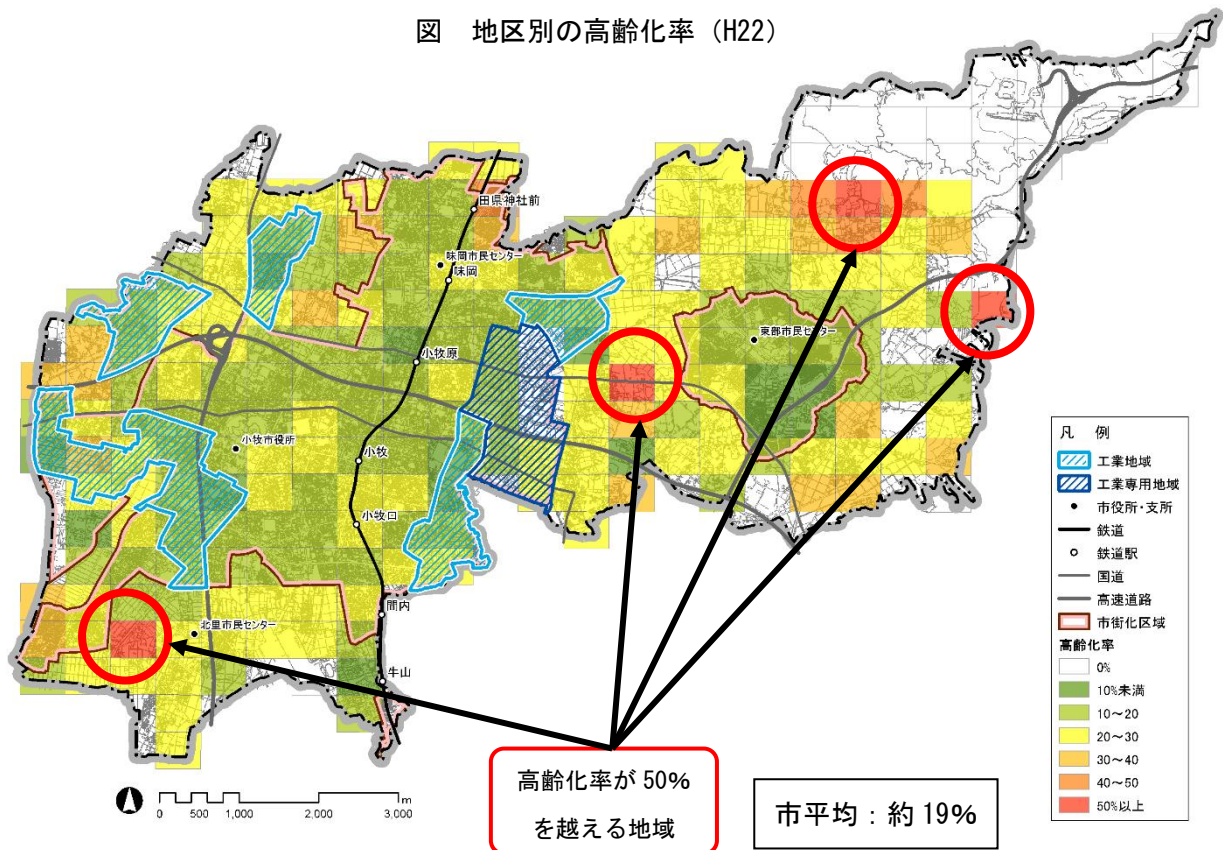 図 地区別の高齢化率（H22）
田県神社前
味岡市民センター
味岡
東部市民センター
小牧原
小牧市役所
小牧
小牧口
間内
北里市民センター
牛山
凡 例
工業地域
工業専用地域
市役所・支所
鉄道
鉄道駅
国道
高速道路
市街化区域
高齢化率
0%
10%未満
10～20
20～30
30～40
40～50
50%以上
高齢化率が 50%
を越える地域
市平均：約 19%
0 500 1,000 2,000 3,000 m